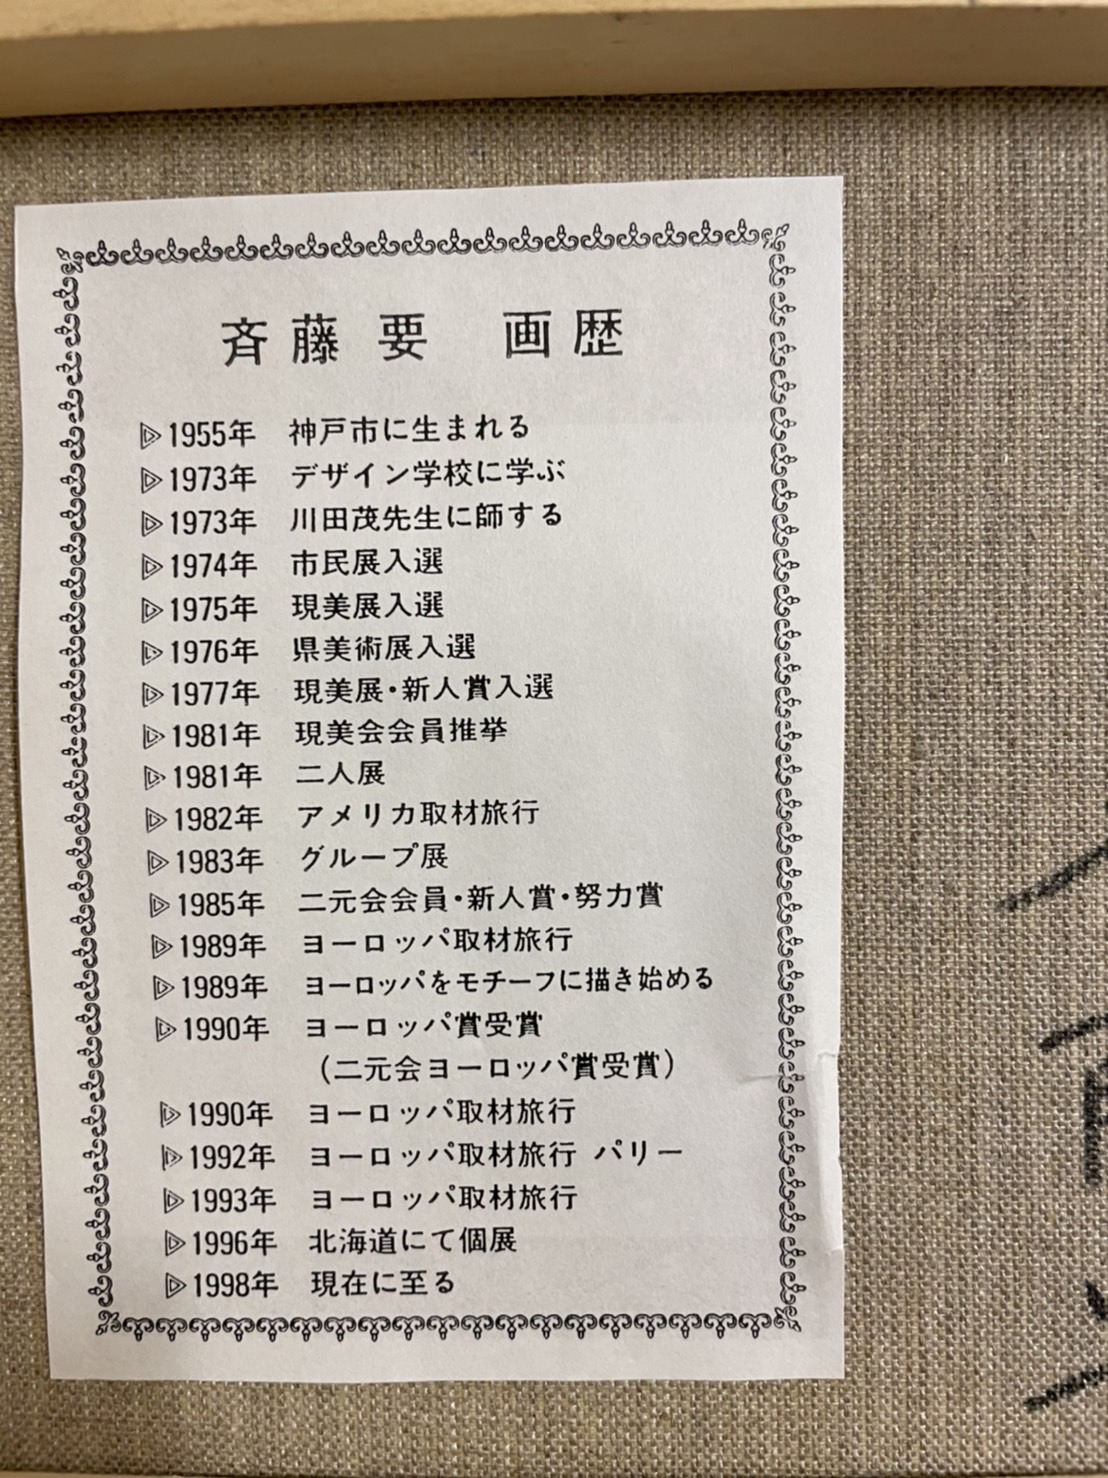 斉藤要 画歴
1955年 神戸市に生まれる
1973年 デザイン学校に学ぶ
1973年 川田茂先生に師する
1974年 市民展入選
1975年 現美展入選
1976年 県美術展入選
1977年 現美展・新人賞入選
1981年 現美会会員推挙
1981年 二人展
1982年 アメリカ取材旅行
1983年 グループ展
1985年 二元会会員・新人賞・努力賞
1989年 ヨーロッパ取材旅行
1989年 ヨーロッパをモチーフに描き始める
1990年 ヨーロッパ賞受賞
(二元会ヨーロッパ賞受賞)
1990年 ヨーロッパ取材旅行
1992年 ヨーロッパ取材旅行 パリー
1993年 ヨーロッパ取材旅行
1996年 北海道にて個展
1998年 現在に至る